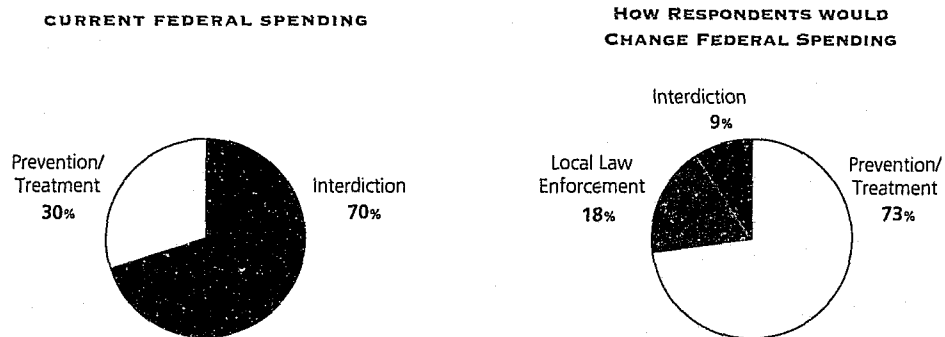 CURRENT FEDERAL SPENDING
Prevention/
Treatment
30%
Interdiction
70%
HOW RESPONDENTS WOULD
CHANGE FEDERAL SPENDING
Interdiction
9%
Local Law
Enforcement
18%
Prevention/
Treatment
73%